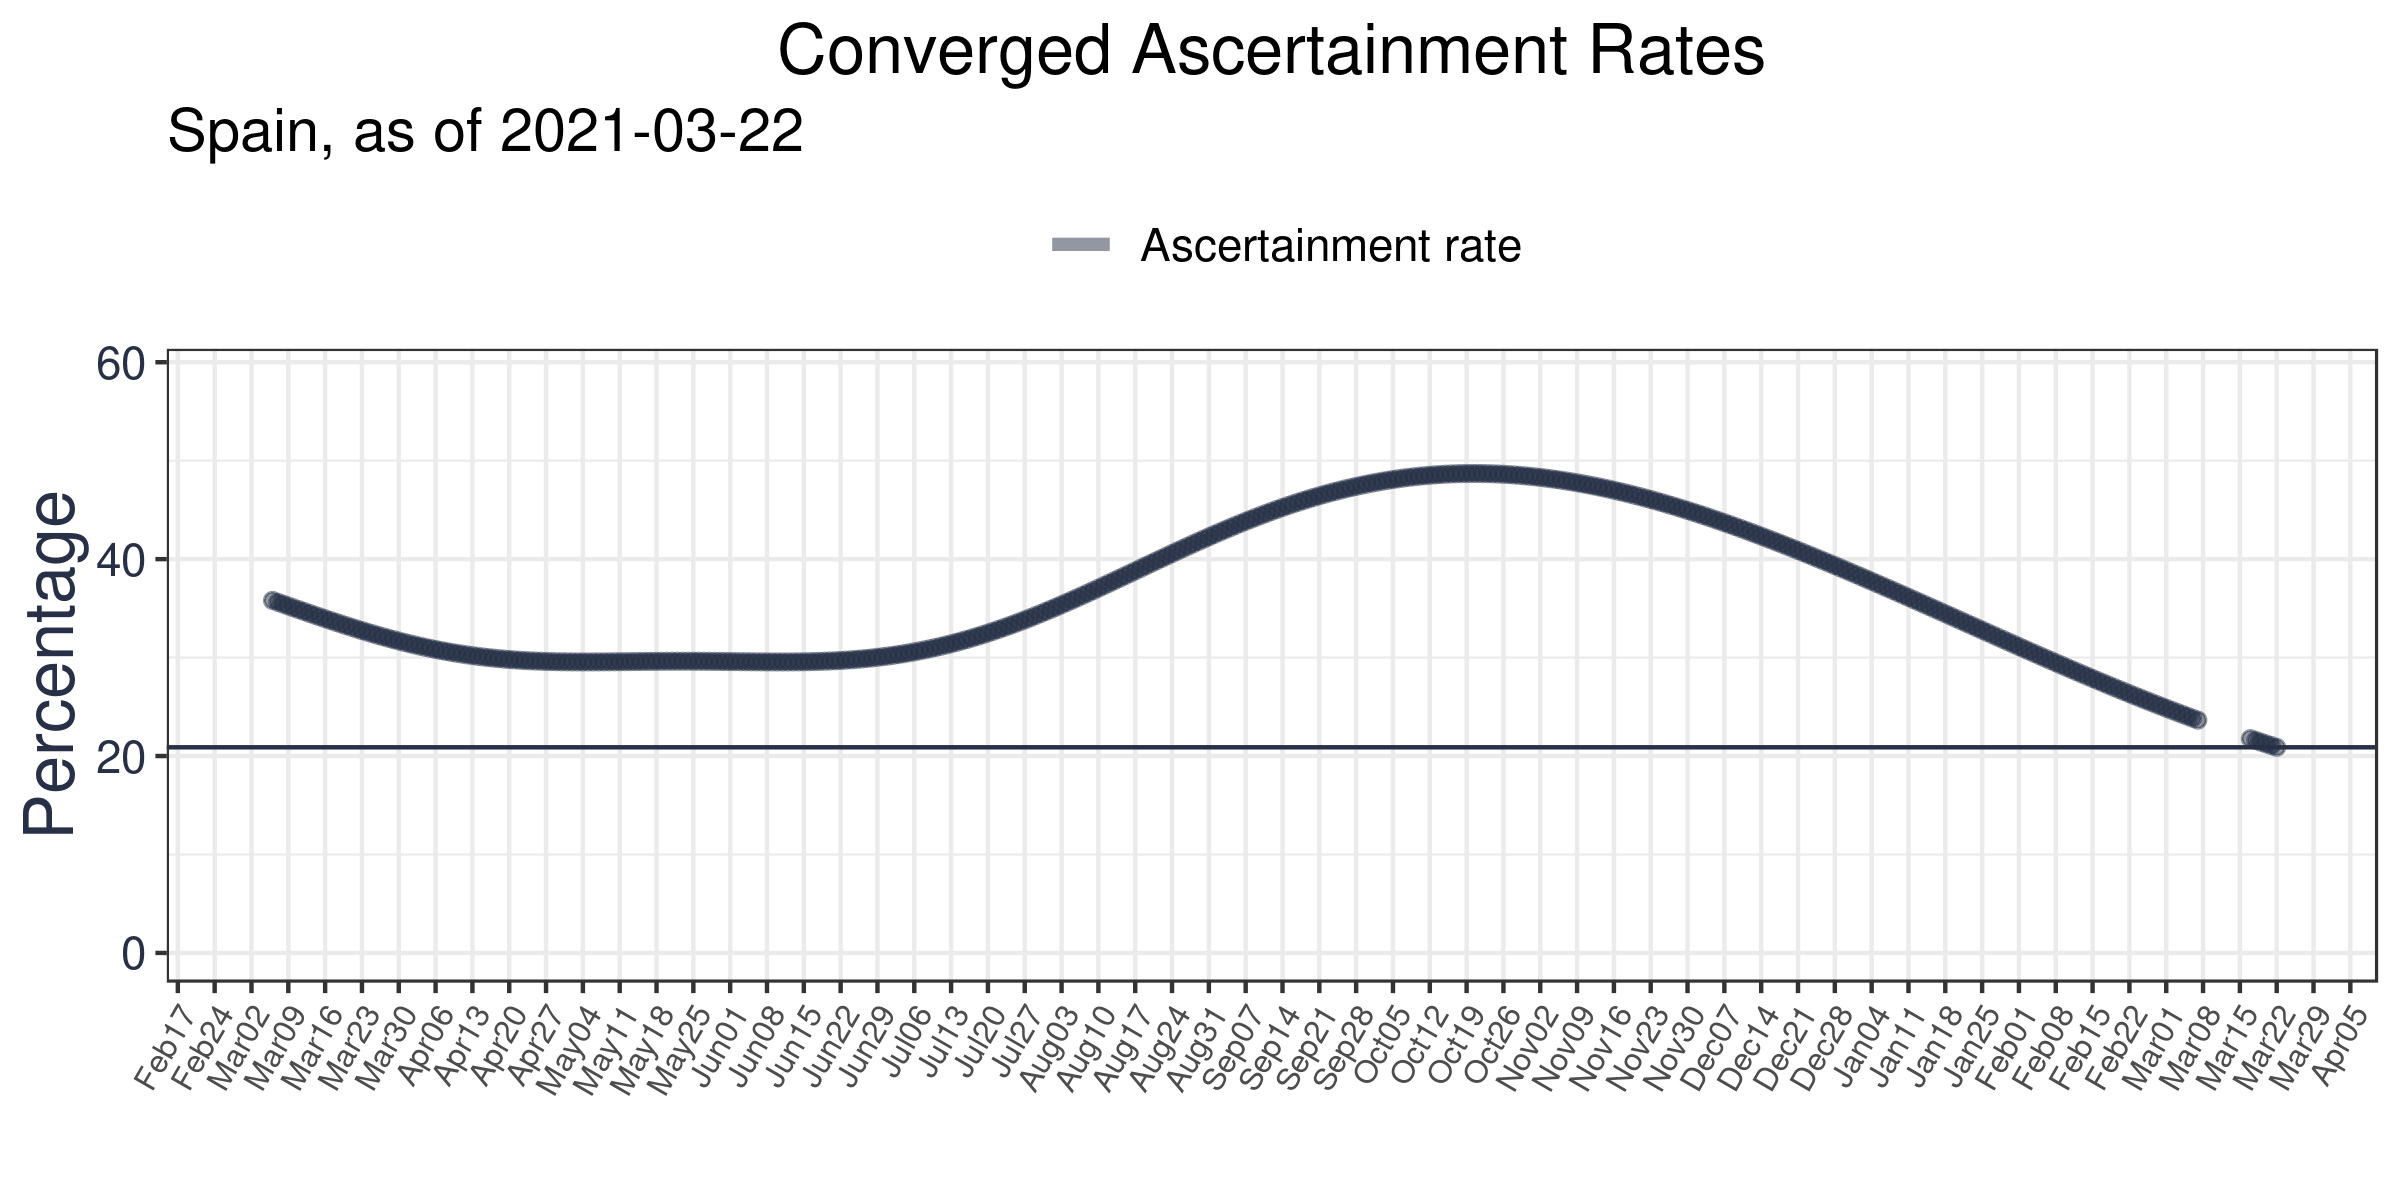 Converged Ascertainment Rates
Spain, as of 2021-03-22
Ascertainment rate
Percentage
60
40
20
0
Feb17 Feb24 Mar02 Mar09 Mar16 Mar23 Mar30 Apr06 Apr13 Apr20 Apr27 May04 May11 May18 May25 Jun01 Jun08 Jun15 Jun22 Jun29 Jul06 Jul13 Jul20 Jul27 Aug03 Aug10 Aug17 Aug24 Aug31 Sep07 Sep14 Sep21 Sep28 Oct05 Oct12 Oct19 Oct26 Nov02 Nov09 Nov16 Nov23 Nov30 Dec07 Dec14 Dec21 Dec28 Jan04 Jan11 Jan18 Jan25 Feb01 Feb08 Feb15 Feb22 Mar01 Mar08 Mar15 Mar22 Mar29 Apr05